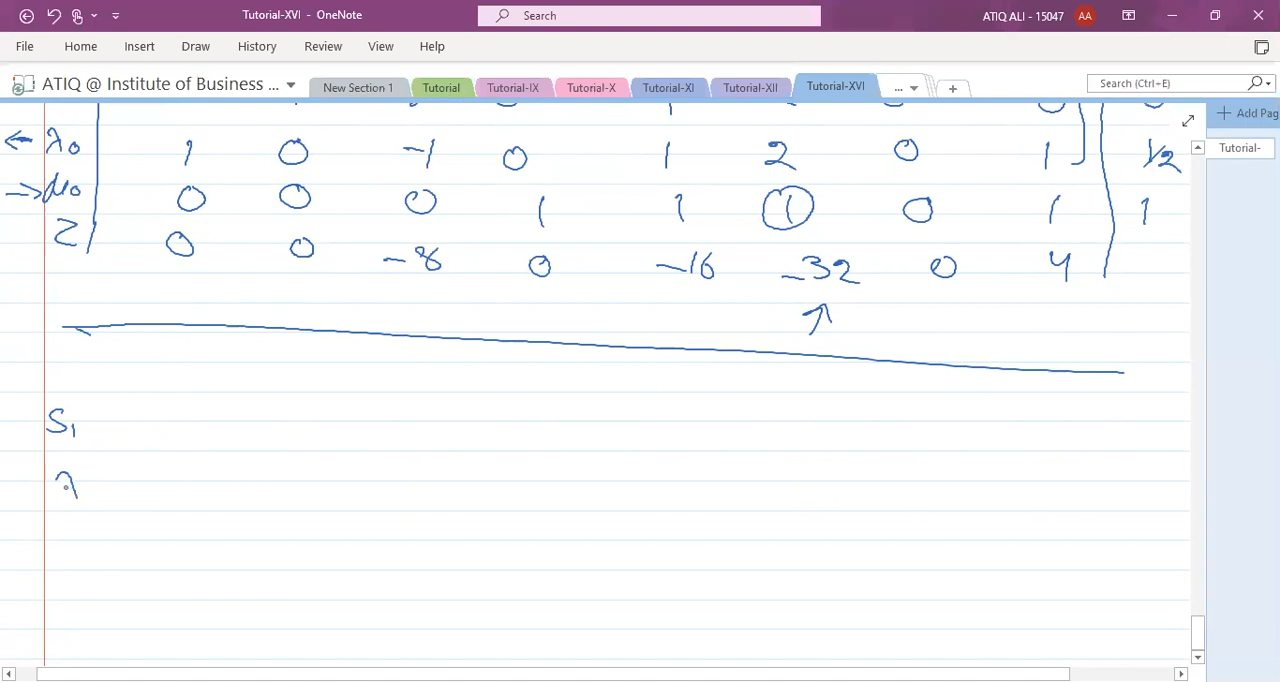 Tutorial-XVI - OneNote
Search
ATIQ ALI - 15047 AA
File Home Insert Draw History Review View Help
ATIQ @ Institute of Business ... New Section 1 Tutorial Tutorial-IX Tutorial-X Tutorial-XI Tutorial-XII Tutorial-XVI ... + Search (Ctrl+E)
+ Add Pag
Tutorial-
← λ0 1 0 -1 0 1 2 0 1 1/2
→ μ0 0 0 0 1 1 1 0 1 1
Z 0 0 -8 0 -16 -32 0 4
↑
S1
λ